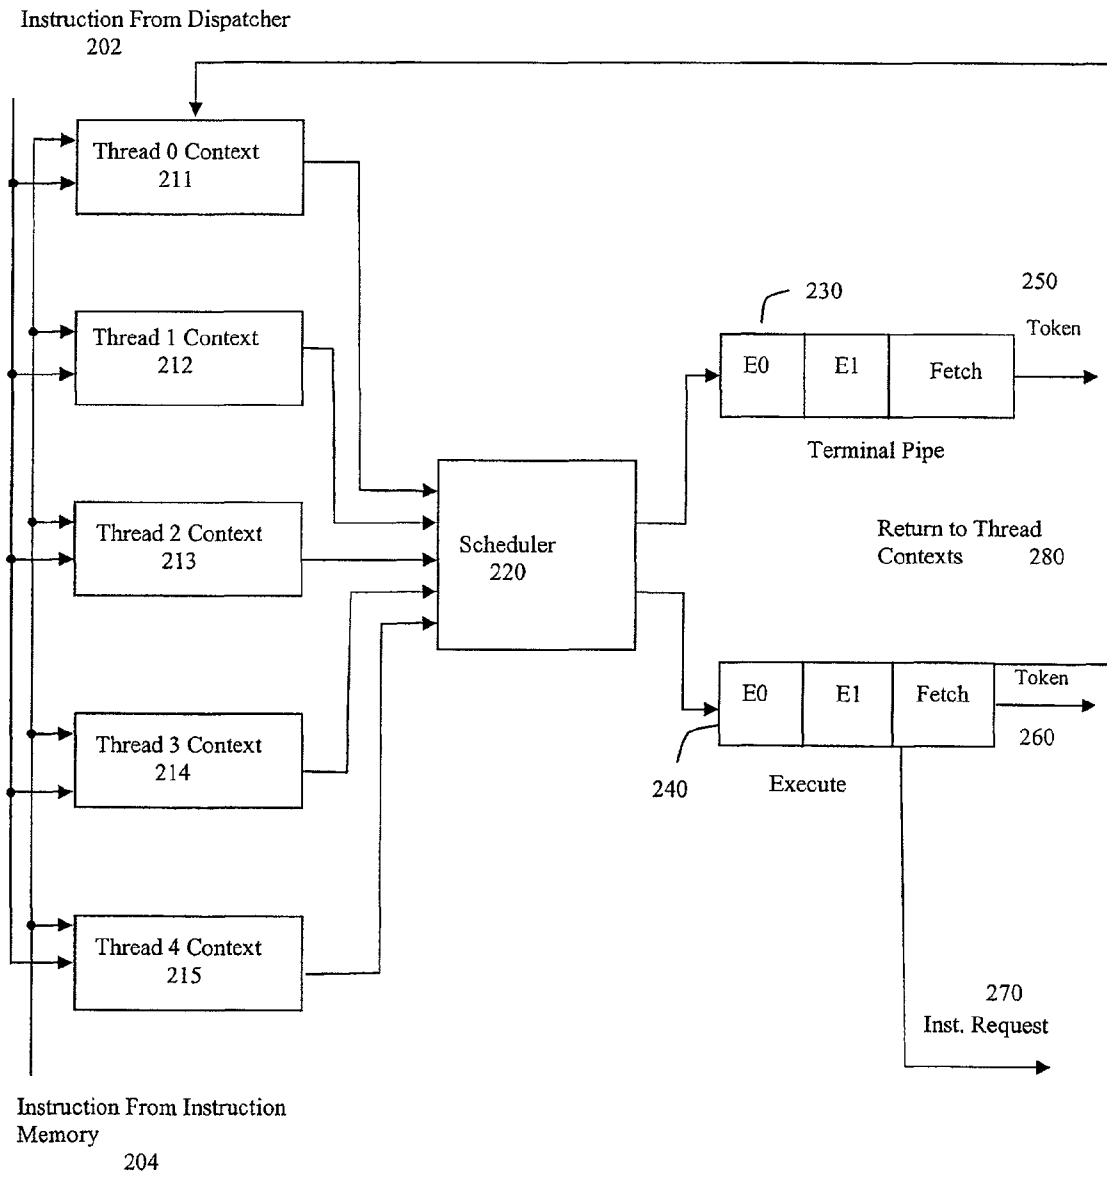 Instruction From Dispatcher
202
Thread 0 Context
211
Thread 1 Context
212
Thread 2 Context
213
Thread 3 Context
214
Thread 4 Context
215
Scheduler
220
230
250
Token
E0
E1
Fetch
Terminal Pipe
Return to Thread
Contexts 280
E0
E1
Fetch
Token
260
240
Execute
270
Inst. Request
Instruction From Instruction
Memory
204